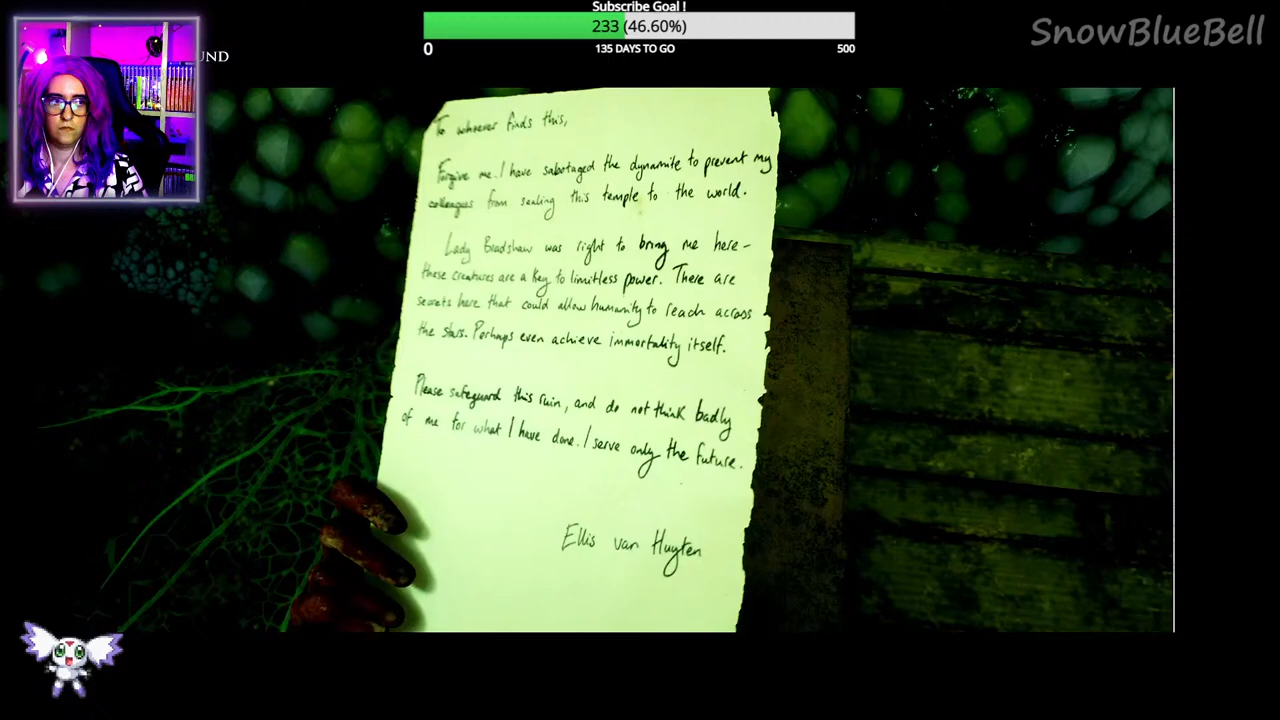 Subscribe Goal !
233 (46.60%)
0
135 DAYS TO GO
500
SnowBlueBell
UND
To whoever finds this,
Forgive me. I have sabotaged the dynamite to prevent my
colleagues from sealing this temple to the world.
Lady Bradshaw was right to bring me here –
these creatures are a key to limitless power. There are
secrets here that could allow humanity to reach across
the stars. Perhaps even achieve immortality itself.
Please safeguard this ruin, and do not think badly
of me for what I have done. I serve only the future.
Ellis van Huyten